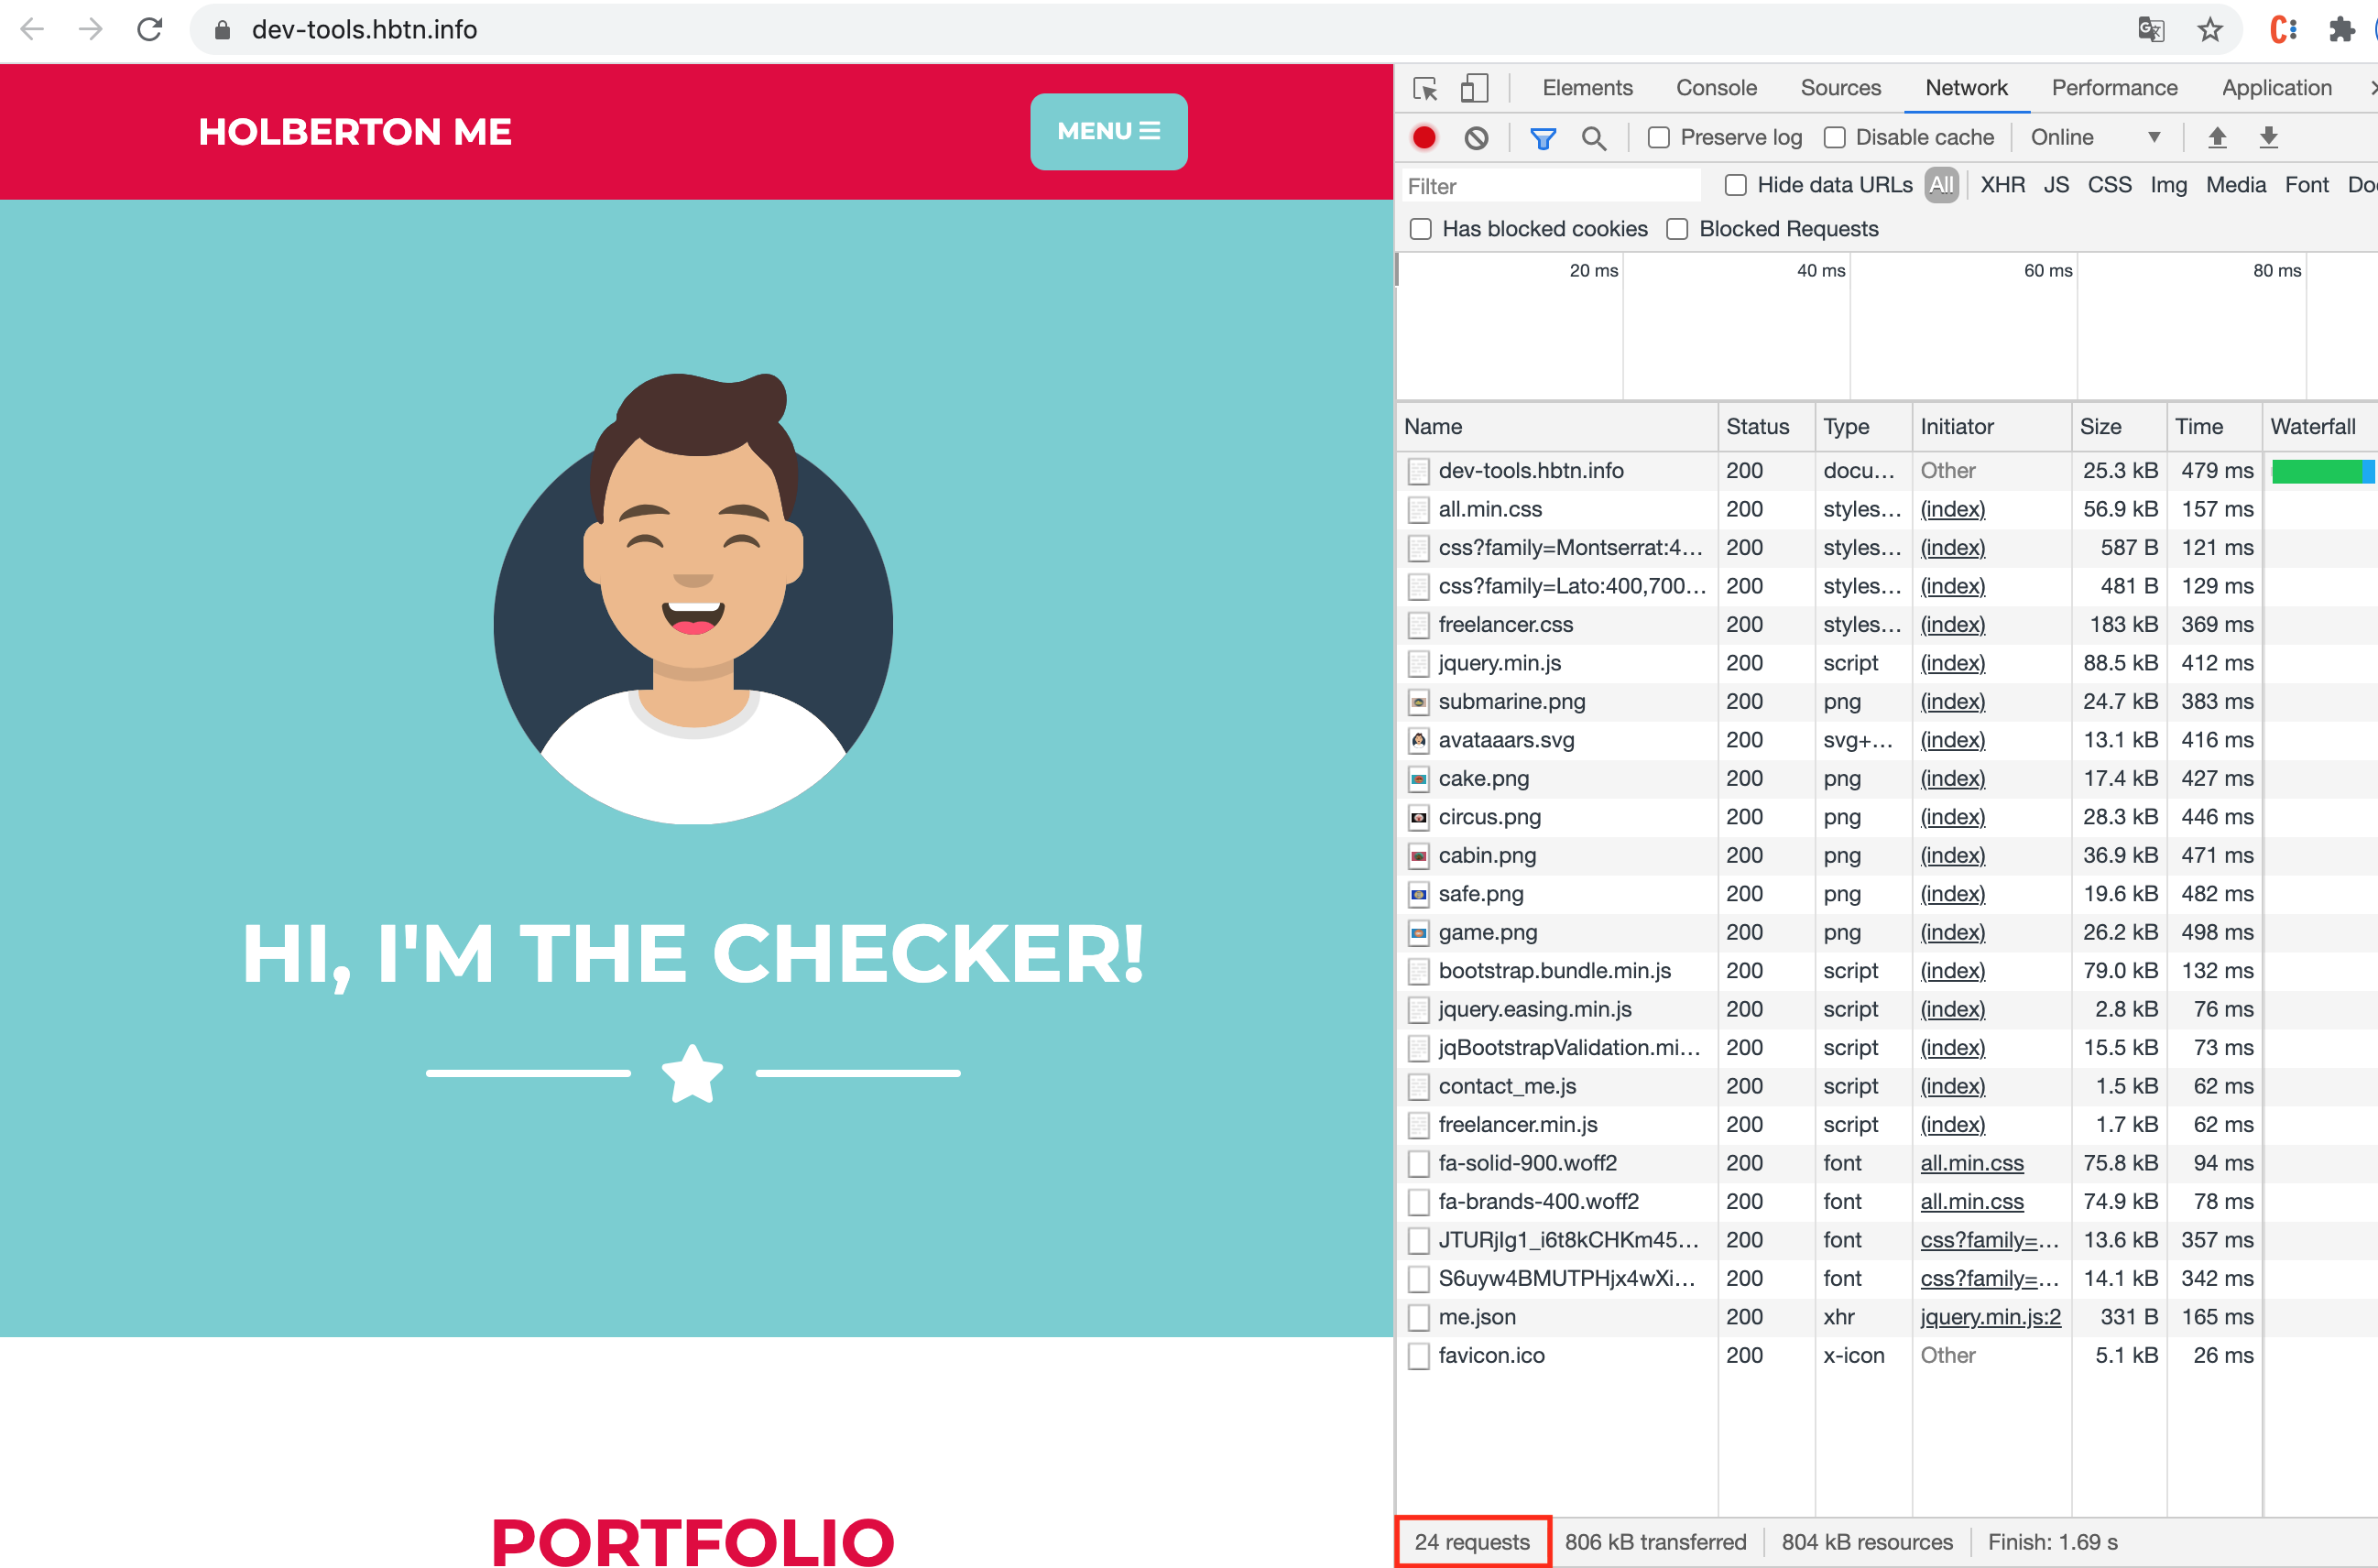 dev-tools.hbtn.info
HOLBERTON ME
MENU
HI, I'M THE CHECKER!
PORTFOLIO
Elements Console Sources Network Performance Application
Preserve log Disable cache Online
Filter Hide data URLs All XHR JS CSS Img Media Font Doc
Has blocked cookies Blocked Requests
20 ms 40 ms 60 ms 80 ms
Name Status Type Initiator Size Time Waterfall
dev-tools.hbtn.info 200 docu... Other 25.3 kB 479 ms
all.min.css 200 styles... (index) 56.9 kB 157 ms
css?family=Montserrat:4... 200 styles... (index) 587 B 121 ms
css?family=Lato:400,700... 200 styles... (index) 481 B 129 ms
freelancer.css 200 styles... (index) 183 kB 369 ms
jquery.min.js 200 script (index) 88.5 kB 412 ms
submarine.png 200 png (index) 24.7 kB 383 ms
avataaars.svg 200 svg+... (index) 13.1 kB 416 ms
cake.png 200 png (index) 17.4 kB 427 ms
circus.png 200 png (index) 28.3 kB 446 ms
cabin.png 200 png (index) 36.9 kB 471 ms
safe.png 200 png (index) 19.6 kB 482 ms
game.png 200 png (index) 26.2 kB 498 ms
bootstrap.bundle.min.js 200 script (index) 79.0 kB 132 ms
jquery.easing.min.js 200 script (index) 2.8 kB 76 ms
jqBootstrapValidation.mi... 200 script (index) 15.5 kB 73 ms
contact_me.js 200 script (index) 1.5 kB 62 ms
freelancer.min.js 200 script (index) 1.7 kB 62 ms
fa-solid-900.woff2 200 font all.min.css 75.8 kB 94 ms
fa-brands-400.woff2 200 font all.min.css 74.9 kB 78 ms
JTURjIg1_i6t8kCHKm45... 200 font css?family=... 13.6 kB 357 ms
S6uyw4BMUTPHjx4wXi... 200 font css?family=... 14.1 kB 342 ms
me.json 200 xhr jquery.min.js:2 331 B 165 ms
favicon.ico 200 x-icon Other 5.1 kB 26 ms
24 requests 806 kB transferred 804 kB resources Finish: 1.69 s